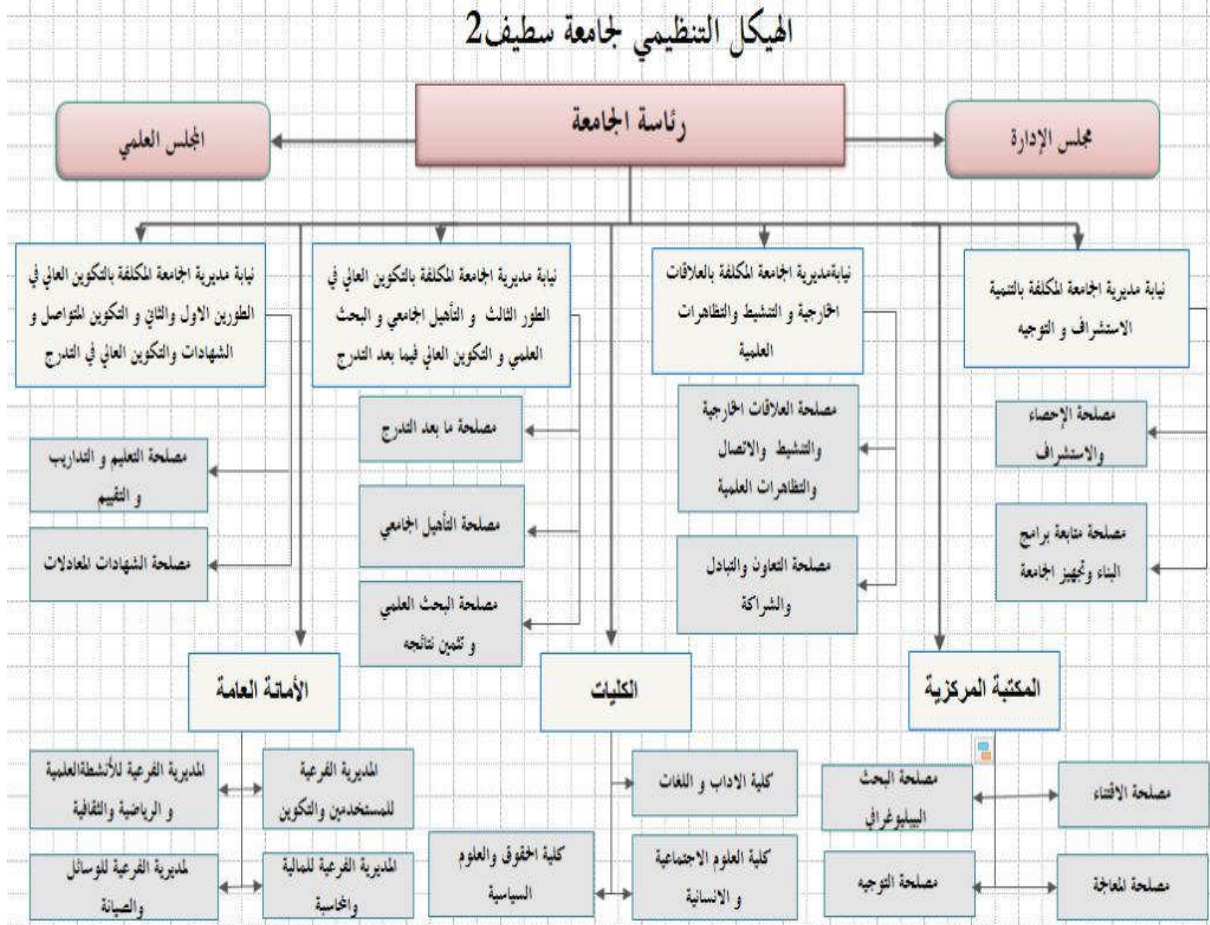 الهيكل التنظيمي لجامعة سطيف2
رئاسة الجامعة
مجلس الإدارة
المجلس العلمي
نيابة مديرية الجامعة المكلفة بالتنمية
الاستشراف و التوجيه
نيابةمديرية الجامعة المكلفة بالعلاقات
الخارجية و التنشيط والتظاهرات
العلمية
نيابة مديرية الجامعة المكلفة بالتكوين العالي في
الطور الثالث و التأهيل الجامعي و البحث
العلمي و التكوين العالي فيما بعد التدرج
نيابة مديرية الجامعة المكلفة بالتكوين العالي في
الطورين الاول والثاني و التكوين المتواصل و
الشهادات والتكوين العالي في التدرج
مصلحة الإحصاء
والاستشراف
مصلحة متابعة برامج
البناء وتجهيز الجامعة
مصلحة العلاقات الخارجية
والتنشيط والاتصال
والتظاهرات العلمية
مصلحة التعاون والتبادل
والشراكة
مصلحة ما بعد التدرج
مصلحة التأهيل الجامعي
مصلحة البحث العلمي
و تثمين نتائجه
مصلحة التعليم و التداريب
و التقييم
مصلحة الشهادات المعادلات
المكتبة المركزية
الكليات
الأمانة العامة
مصلحة الاقتناء
مصلحة البحث
البيليوغرافي
مصلحة المعالجة
مصلحة التوجيه
كلية الاداب و اللغات
كلية العلوم الاجتماعية
و الانسانية
كلية الحقوق والعلوم
السياسية
المديرية الفرعية
للمستخدمين والتكوين
المديرية الفرعية للأنشطةالعلمية
و الرياضية والثقافية
المديرية الفرعية للمالية
والمحاسبة
لمديرية الفرعية للوسائل
والصيانة